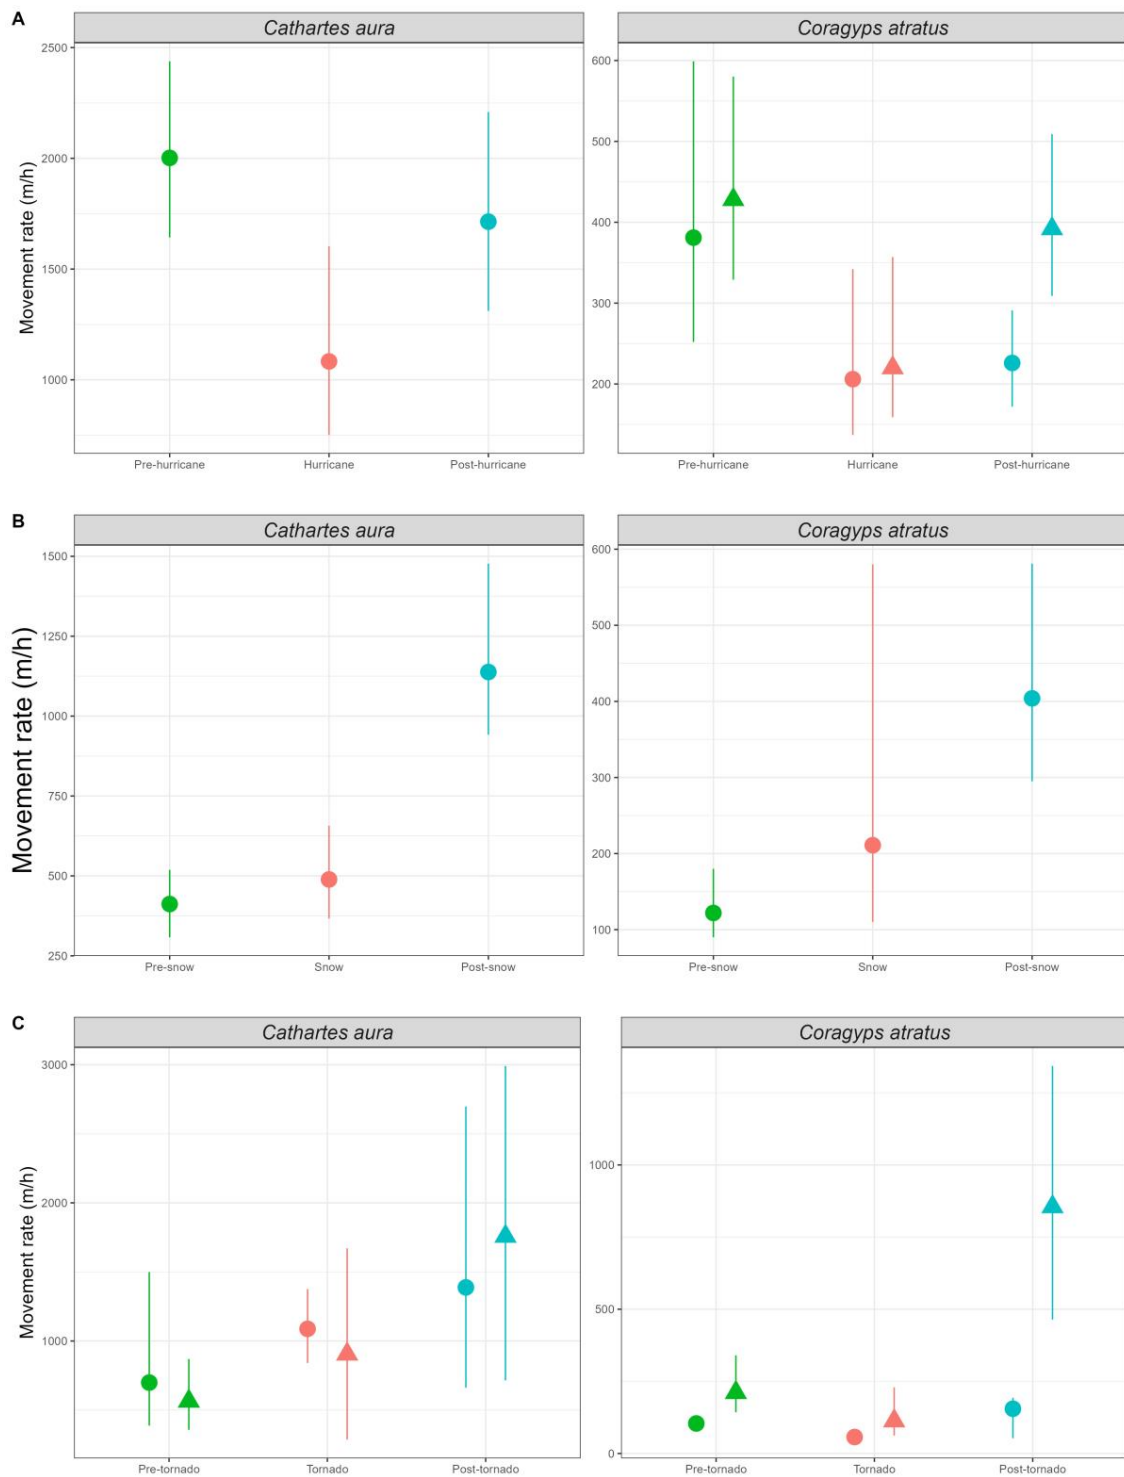 A
Cathartes aura
Coragyps atratus
Movement rate (m/h)
2500
2000
1500
1000
600
500
400
300
200
Pre-hurricane Hurricane Post-hurricane
Pre-hurricane Hurricane Post-hurricane
B
Cathartes aura
Coragyps atratus
Movement rate (m/h)
1500
1250
1000
750
500
250
600
500
400
300
200
100
Pre-snow Snow Post-snow
Pre-snow Snow Post-snow
C
Cathartes aura
Coragyps atratus
Movement rate (m/h)
3000
2000
1000
1000
500
0
Pre-tornado Tornado Post-tornado
Pre-tornado Tornado Post-tornado